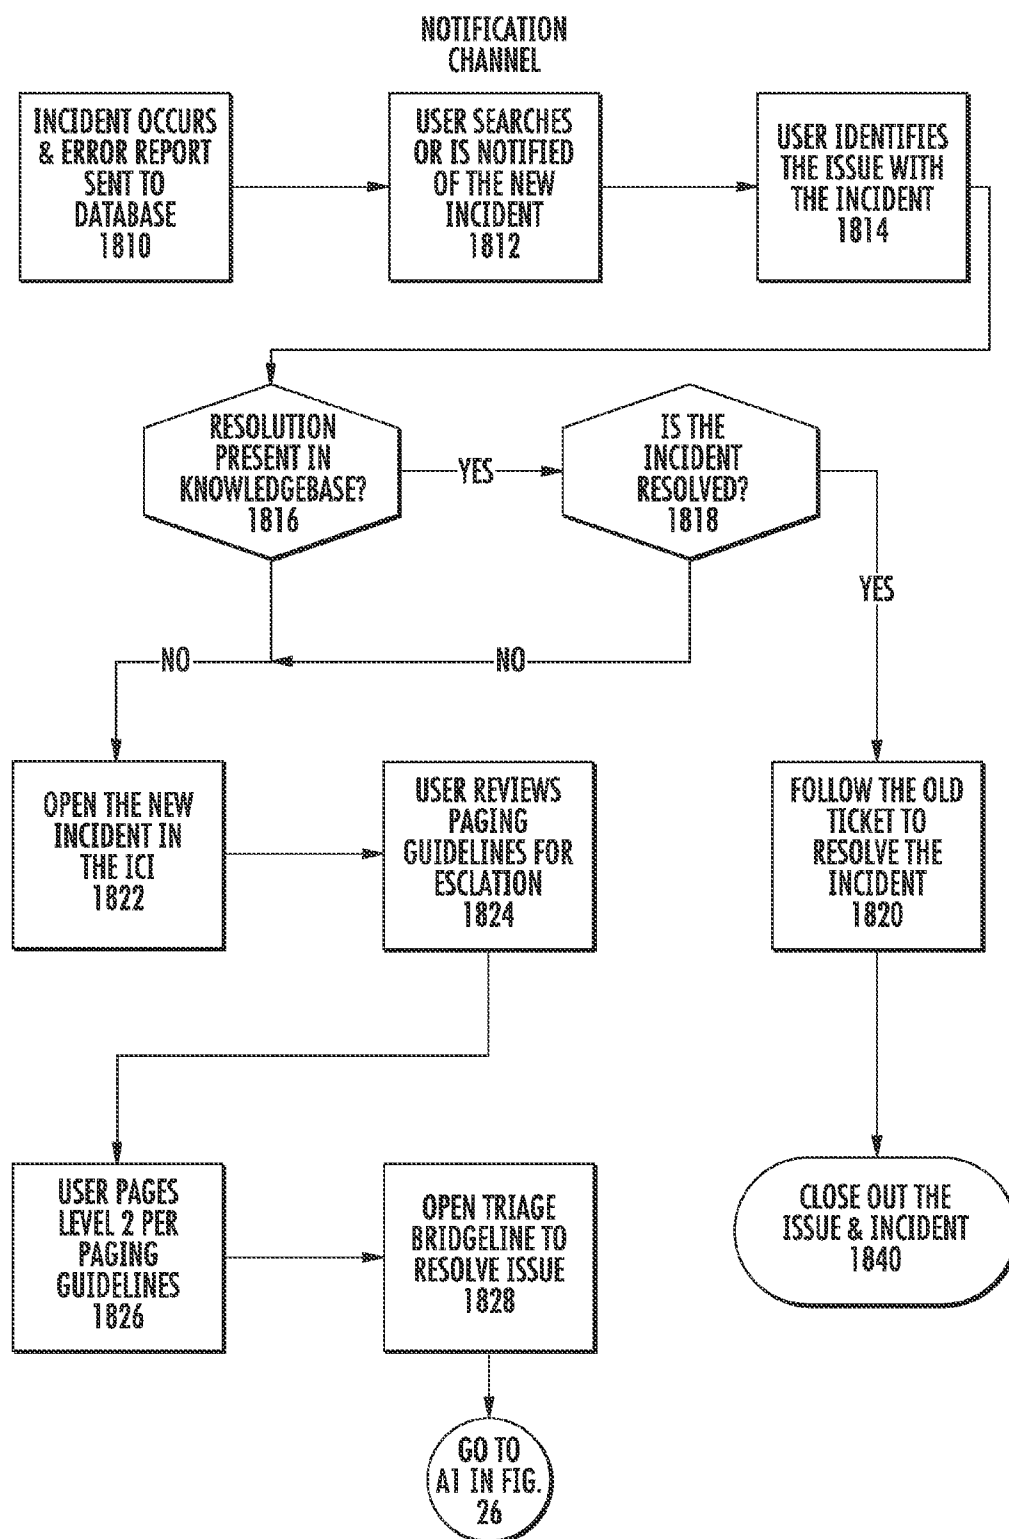 NOTIFICATION
CHANNEL
INCIDENT OCCURS
& ERROR REPORT
SENT TO
DATABASE
1810
USER SEARCHES
OR IS NOTIFIED
OF THE NEW
INCIDENT
1812
USER IDENTIFIES
THE ISSUE WITH
THE INCIDENT
1814
RESOLUTION
PRESENT IN
KNOWLEDGEBASE?
1816
YES
IS THE
INCIDENT
RESOLVED?
1818
YES
NO
NO
OPEN THE NEW
INCIDENT IN
THE ICI
1822
USER REVIEWS
PAGING
GUIDELINES FOR
ESCLATION
1824
FOLLOW THE OLD
TICKET TO
RESOLVE THE
INCIDENT
1820
USER PAGES
LEVEL 2 PER
PAGING
GUIDELINES
1826
OPEN TRIAGE
BRIDGELINE TO
RESOLVE ISSUE
1828
CLOSE OUT THE
ISSUE & INCIDENT
1840
GO TO
A1 IN FIG.
26